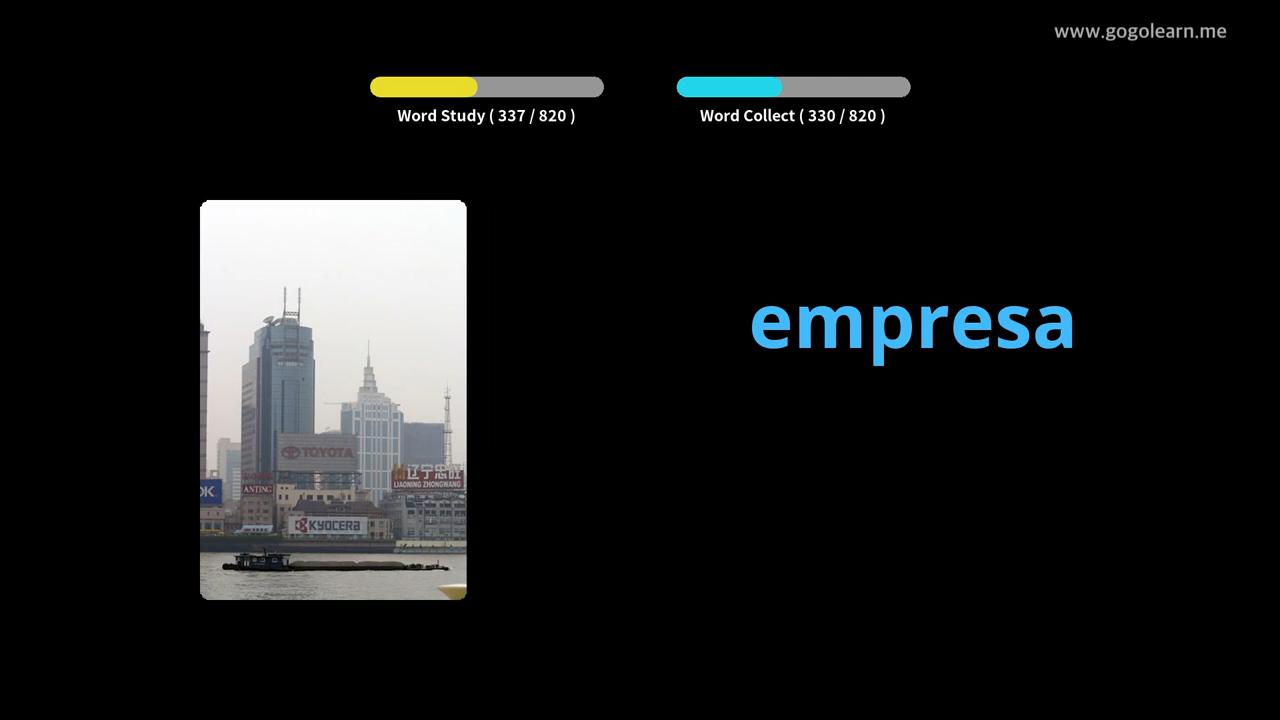 www.gogolearn.me
Word Study ( 337 / 820 )
Word Collect ( 330 / 820 )
empresa
TOYOTA
辽宁忠旺
LIAONING ZHONGWANG
OK
ANTING
KYOCERA